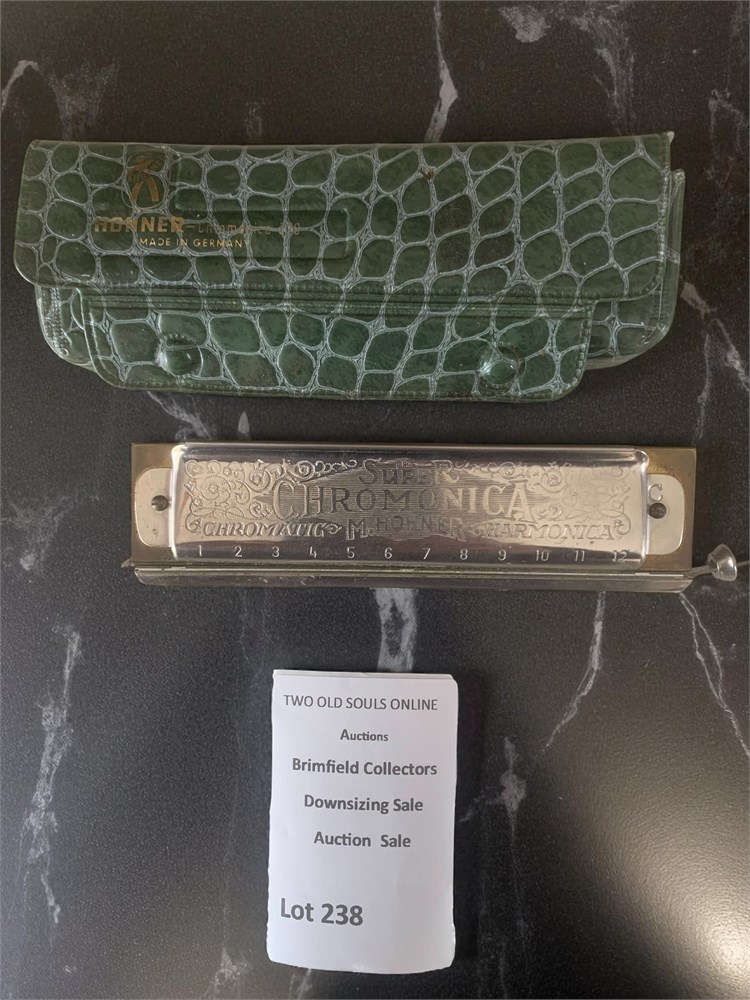 HOHNER - Chromonica
MADE IN GERMANY
SUPER
CHROMONICA
CHROMATIC M. HOHNER HARMONICA
C
1 2 3 4 5 6 7 8 9 10 11 12
TWO OLD SOULS ONLINE
Auctions
Brimfield Collectors
Downsizing Sale
Auction Sale
Lot 238